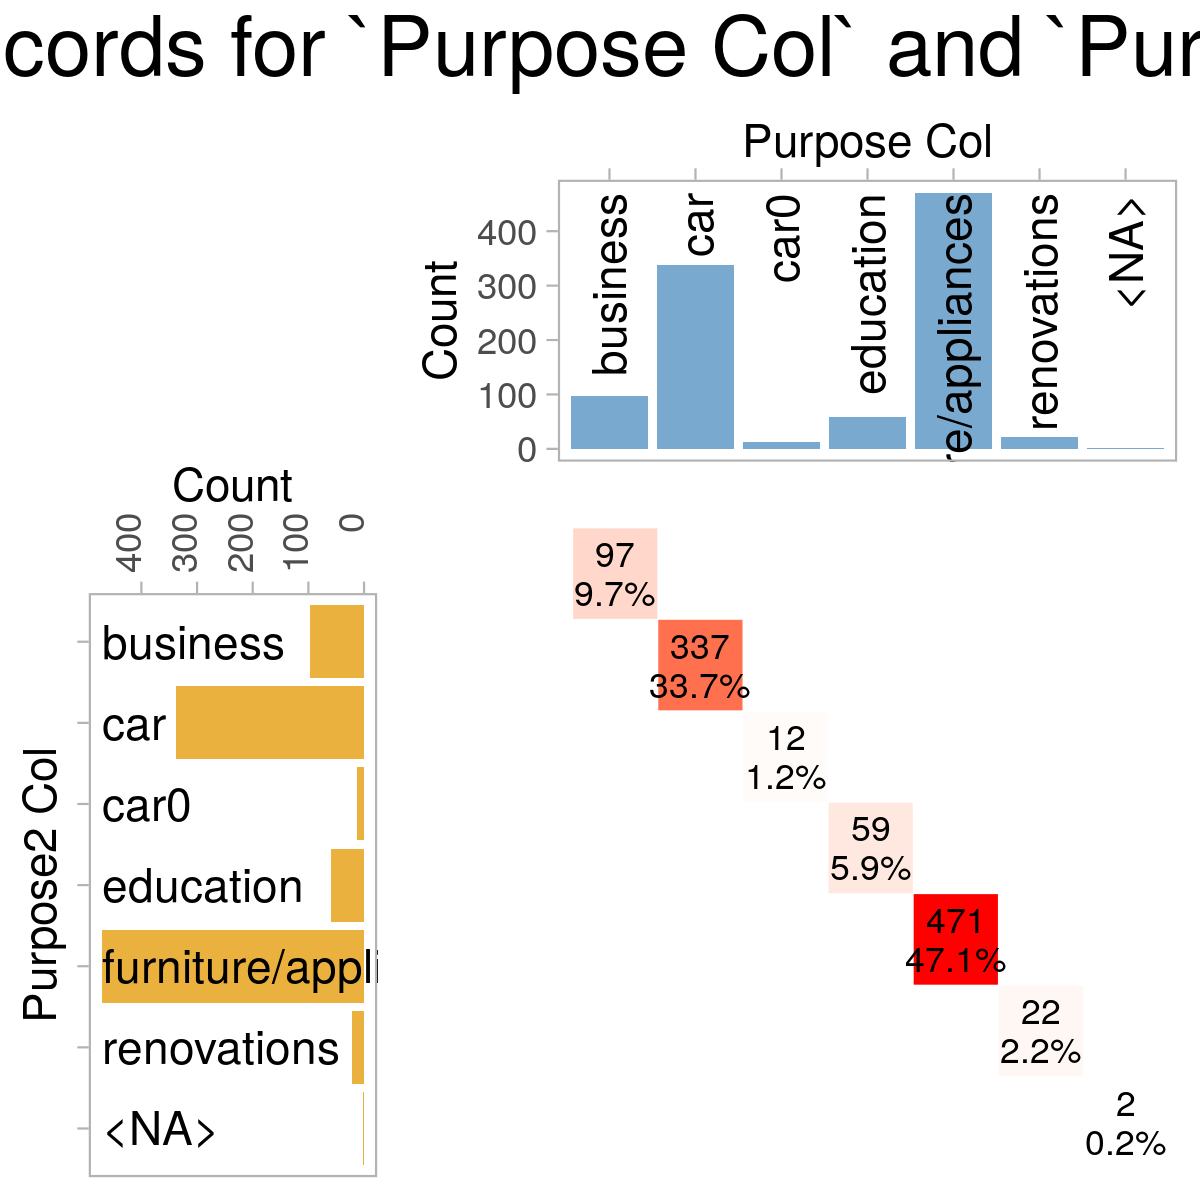 cords for `Purpose Col` and `Pur
Purpose Col
Count
400
300
200
100
0
business
car
car0
education
re/appliances
renovations
<NA>
Count
400
300
200
100
0
Purpose2 Col
business
car
car0
education
furniture/appli
renovations
<NA>
97
9.7%
337
33.7%
12
1.2%
59
5.9%
471
47.1%
22
2.2%
2
0.2%